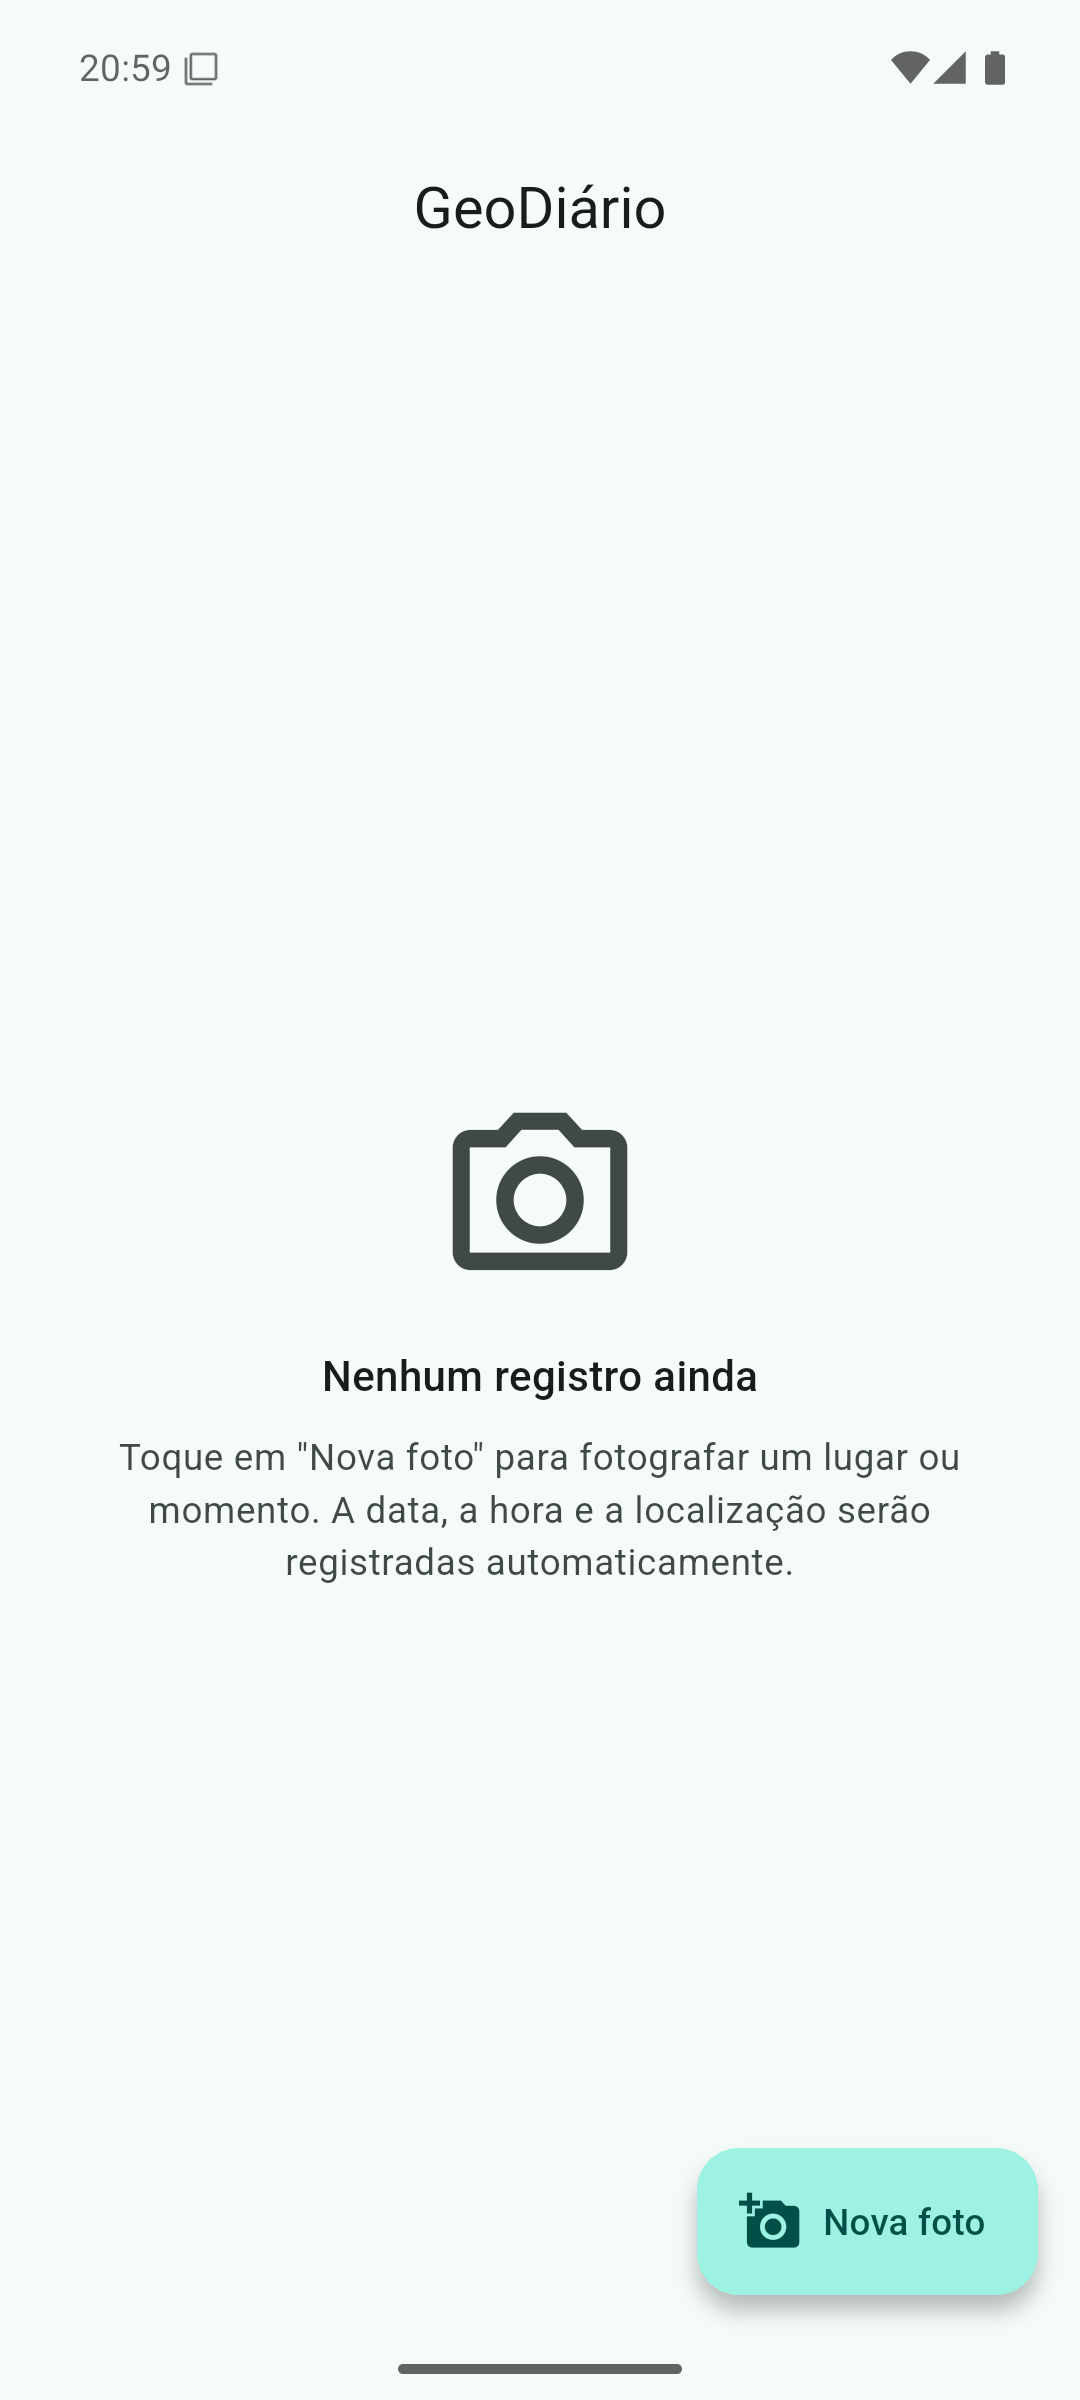 20:59
GeoDiário
Nenhum registro ainda
Toque em "Nova foto" para fotografar um lugar ou
momento. A data, a hora e a localização serão
registradas automaticamente.
Nova foto